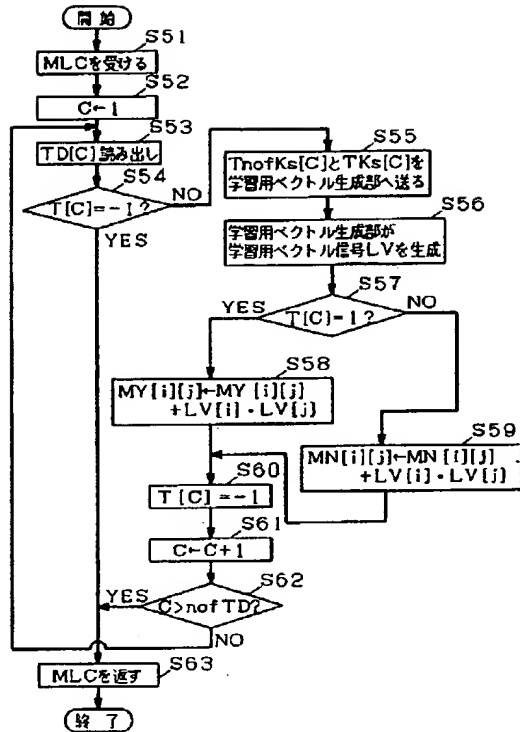 開始
S51
MLCを受ける
S52
C←1
S53
TD[C]読み出し
S54
T[C]=-1?
NO
YES
S55
TnofKs[C]とTKs[C]を
学習用ベクトル生成部へ送る
S56
学習用ベクトル生成部が
学習用ベクトル信号LVを生成
S57
T[C]=1?
YES
NO
S58
MY[i][j]←MY[i][j]
+LV[i]・LV[j]
S59
MN[i][j]←MN[i][j]
+LV[i]・LV[j]
S60
T[C]=-1
S61
C←C+1
S62
C>nofTD?
YES
NO
S63
MLCを返す
終了